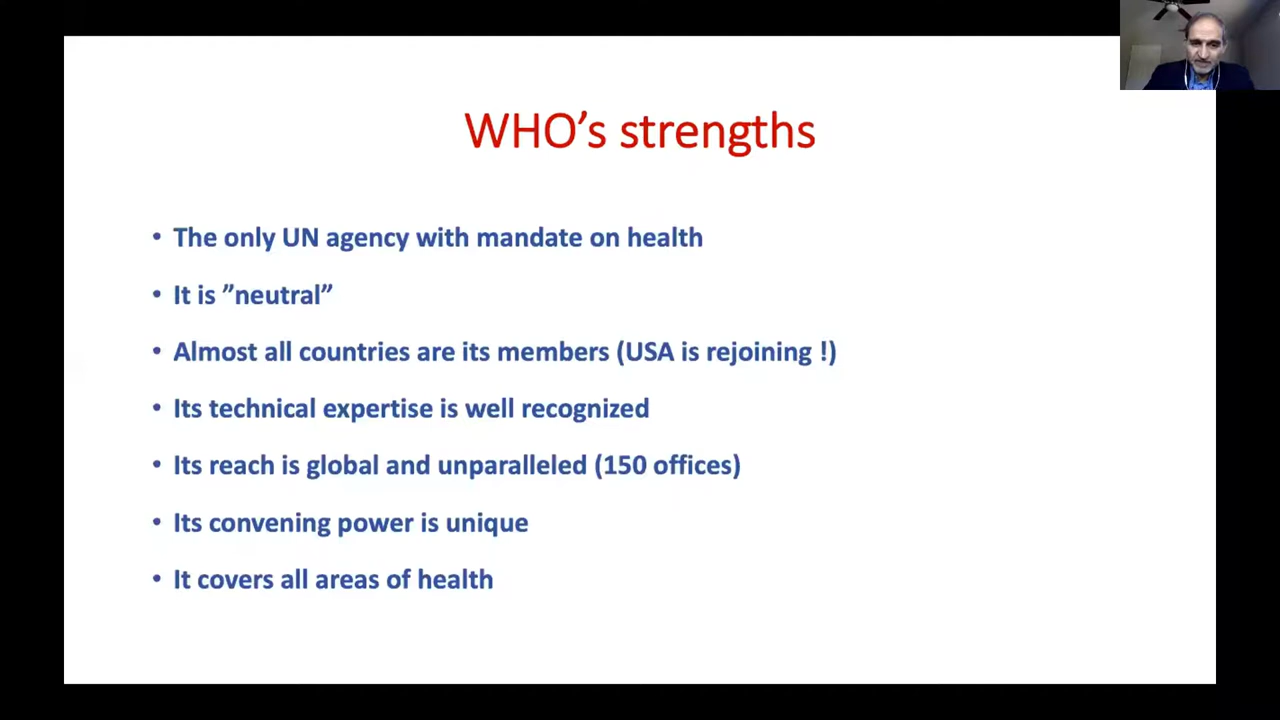 WHO’s strengths
• The only UN agency with mandate on health
• It is ”neutral”
• Almost all countries are its members (USA is rejoining !)
• Its technical expertise is well recognized
• Its reach is global and unparalleled (150 offices)
• Its convening power is unique
• It covers all areas of health